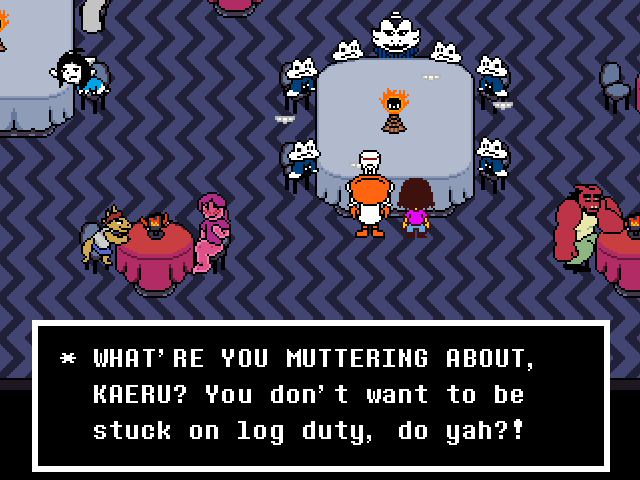 * WHAT'RE YOU MUTTERING ABOUT,
KAERU? You don't want to be
stuck on log duty, do yah?!